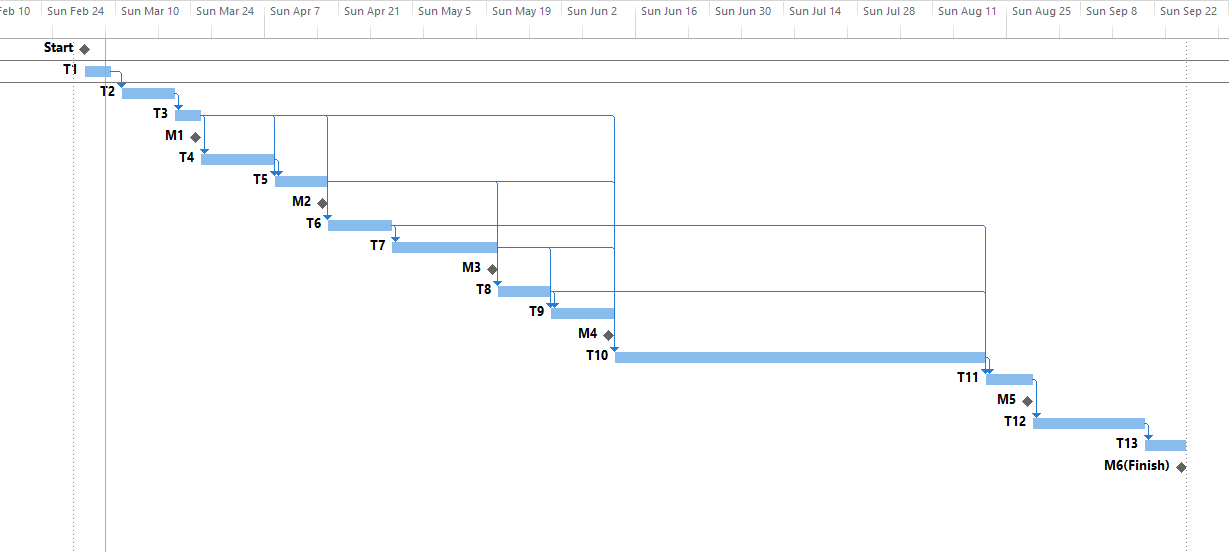 Feb 10 Sun Feb 24 Sun Mar 10 Sun Mar 24 Sun Apr 7 Sun Apr 21 Sun May 5 Sun May 19 Sun Jun 2 Sun Jun 16 Sun Jun 30 Sun Jul 14 Sun Jul 28 Sun Aug 11 Sun Aug 25 Sun Sep 8 Sun Sep 22
Start
T1
T2
T3
M1
T4
T5
M2
T6
T7
M3
T8
T9
M4
T10
T11
M5
T12
T13
M6(Finish)